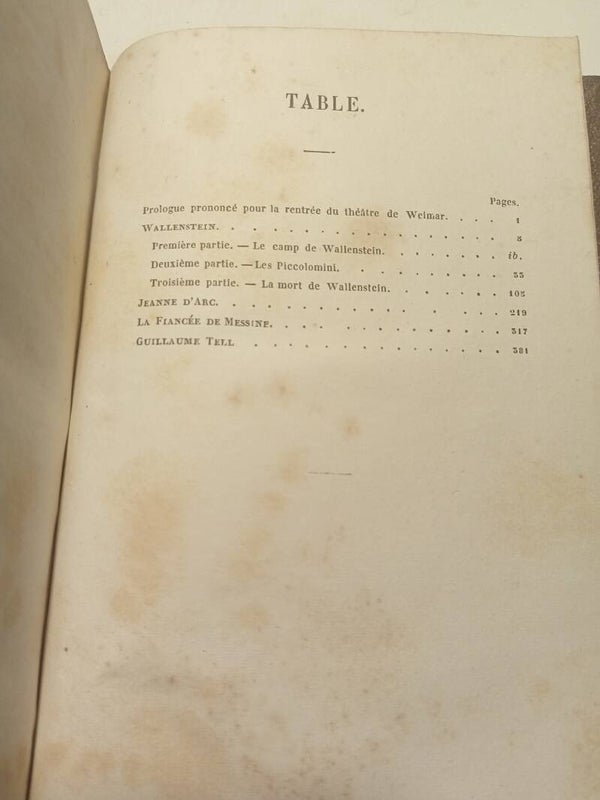 TABLE.
Pages.
Prologue prononcé pour la rentrée du théâtre de Weimar. . . . 1
WALLENSTEIN. . . . . . . . . . . . . . . 3
Première partie. — Le camp de Wallenstein. . . . . . . ib.
Deuxième partie. — Les Piccolomini. . . . . . . . . 33
Troisième partie. — La mort de Wallenstein. . . . . . . 103
JEANNE D'ARC. . . . . . . . . . . . . . . 219
LA FIANCÉE DE MESSINE. . . . . . . . . . . . 317
GUILLAUME TELL . . . . . . . . . . . . . 381